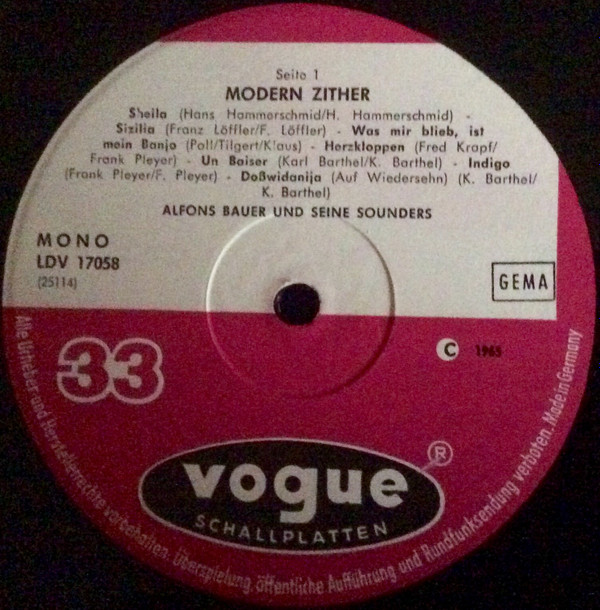 Seite 1
MODERN ZITHER
Sheila (Hans Hammerschmid/H. Hammerschmid) -
Sizilia (Franz Löffler/F. Löffler) - Was mir blieb, ist
mein Banjo (Poll/Tilgert/Klaus) - Herzkloppen (Fred Krapf/
Frank Pleyer) - Un Baiser (Karl Barthel/K. Barthel) - Indigo
(Frank Pleyer/F. Pleyer) - Doßwidanija (Auf Wiedersehn) (K. Barthel/
K. Barthel)
ALFONS BAUER UND SEINE SOUNDERS
MONO
LDV 17058
(25114)
GEMA
33
C 1965
vogue ®
SCHALLPLATTEN
Alle Urheber-und Herstellerrechte vorbehalten. Überspielung, öffentliche Aufführung und Rundfunksendung verboten. Made in Germany